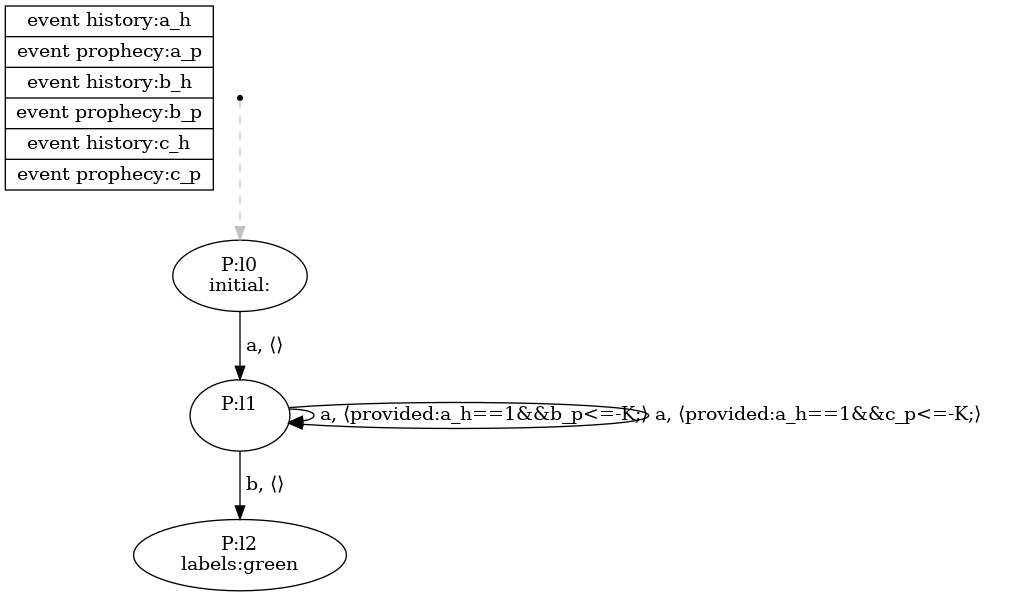 event history:a_h
event prophecy:a_p
event history:b_h
event prophecy:b_p
event history:c_h
event prophecy:c_p
P:l0
initial:
a, ⟨⟩
P:l1
a, ⟨provided:a_h==1&&b_p<=-K;⟩
a, ⟨provided:a_h==1&&c_p<=-K;⟩
b, ⟨⟩
P:l2
labels:green